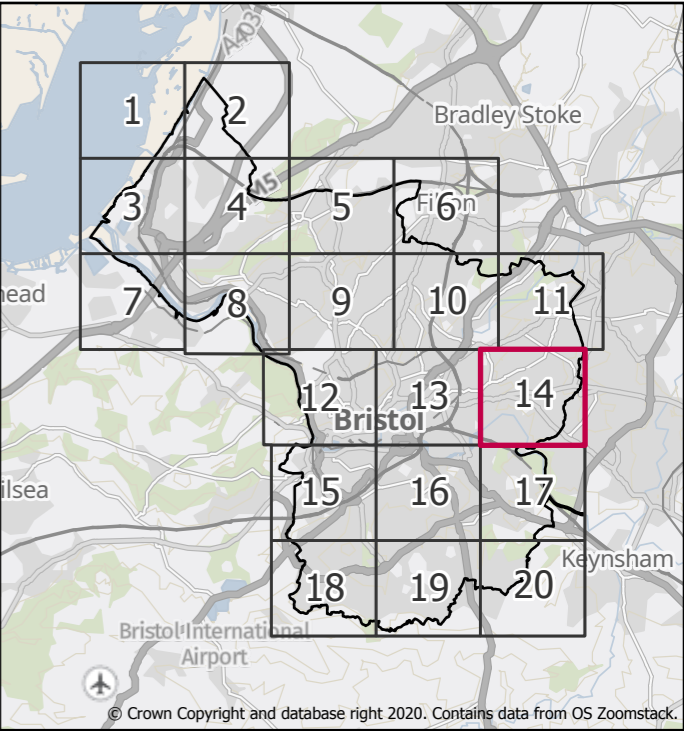 A403
1
2
Bradley Stoke
M5
3
4
5
Filton
6
head
7
8
9
10
11
12
13
14
Bristol
ilsea
15
16
17
Keynsham
18
19
20
Bristol International
Airport
© Crown Copyright and database right 2020. Contains data from OS Zoomstack.